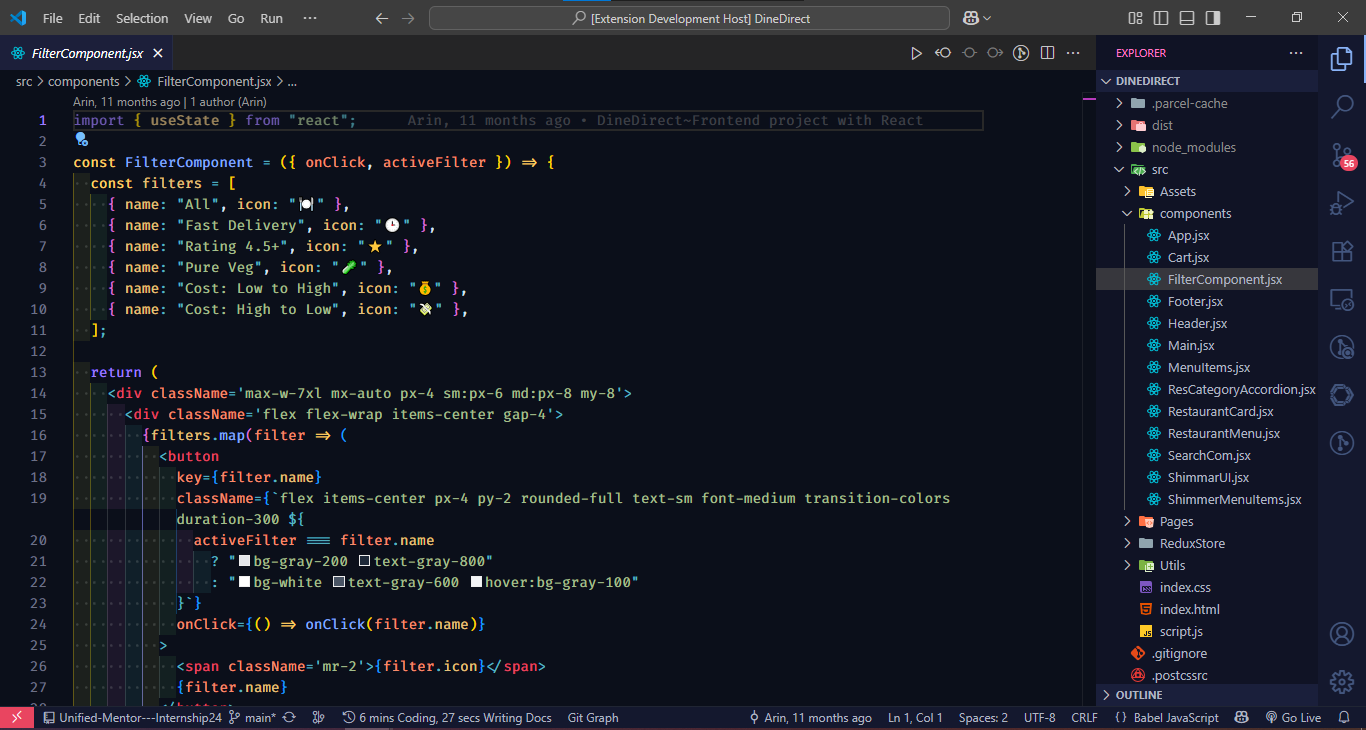 File Edit Selection View Go Run ···
[Extension Development Host] DineDirect
FilterComponent.jsx
src > components > FilterComponent.jsx > ...
Arin, 11 months ago | 1 author (Arin)
1 import { useState } from "react"; Arin, 11 months ago • DineDirect~Frontend project with React
2
3 const FilterComponent = ({ onClick, activeFilter }) => {
4 const filters = [
5 { name: "All", icon: "🍽️" },
6 { name: "Fast Delivery", icon: "🕒" },
7 { name: "Rating 4.5+", icon: "⭐" },
8 { name: "Pure Veg", icon: "🥒" },
9 { name: "Cost: Low to High", icon: "💰" },
10 { name: "Cost: High to Low", icon: "💸" },
11 ];
12
13 return (
14 <div className='max-w-7xl mx-auto px-4 sm:px-6 md:px-8 my-8'>
15 <div className='flex flex-wrap items-center gap-4'>
16 {filters.map(filter => (
17 <button
18 key={filter.name}
19 className={`flex items-center px-4 py-2 rounded-full text-sm font-medium transition-colors
duration-300 ${
20 activeFilter === filter.name
21 ? "bg-gray-200 text-gray-800"
22 : "bg-white text-gray-600 hover:bg-gray-100"
23 }`}
24 onClick={() => onClick(filter.name)}
25 >
26 <span className='mr-2'>{filter.icon}</span>
27 {filter.name}
28 </button>
EXPLORER
DINEDIRECT
.parcel-cache
dist
node_modules
src
Assets
components
App.jsx
Cart.jsx
FilterComponent.jsx
Footer.jsx
Header.jsx
Main.jsx
MenuItems.jsx
ResCategoryAccordion.jsx
RestaurantCard.jsx
RestaurantMenu.jsx
SearchCom.jsx
ShimmarUI.jsx
ShimmerMenuItems.jsx
Pages
ReduxStore
Utils
index.css
index.html
script.js
.gitignore
.postcssrc
OUTLINE
56
Unified-Mentor---Internship24 main* 6 mins Coding, 27 secs Writing Docs Git Graph Arin, 11 months ago Ln 1, Col 1 Spaces: 2 UTF-8 CRLF {} Babel JavaScript Go Live